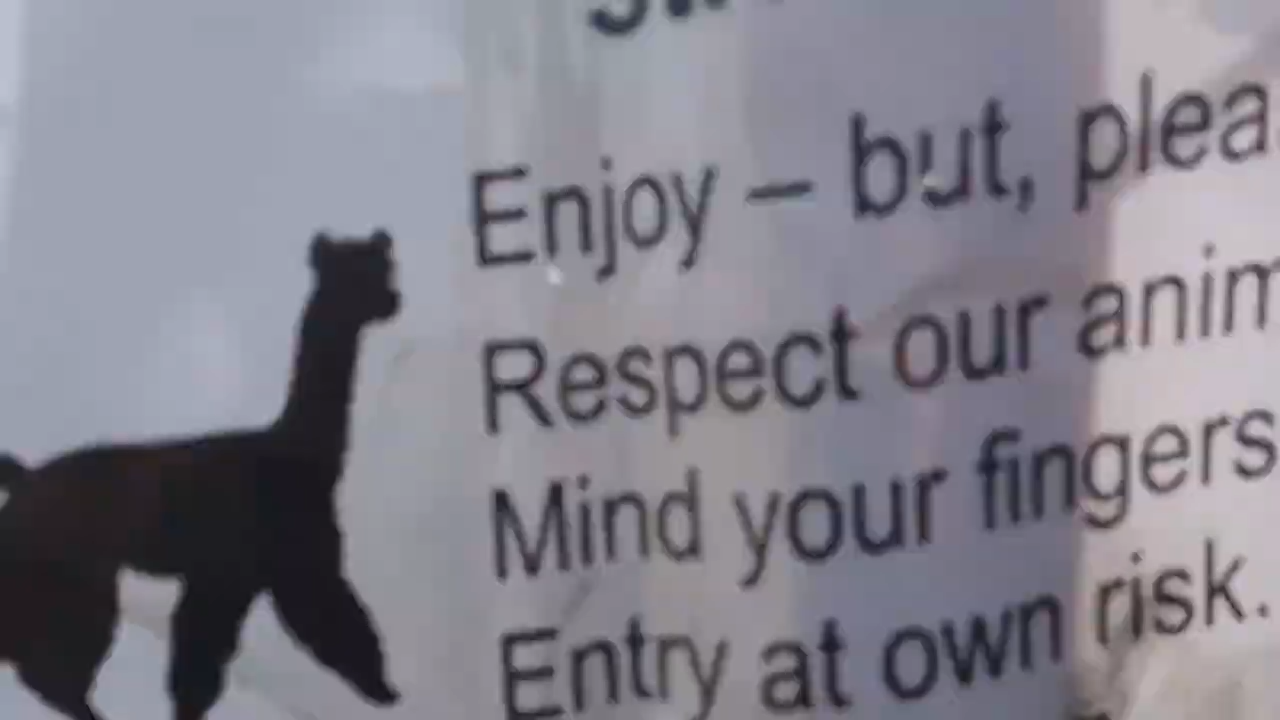 Enjoy – but, plea
Respect our anim
Mind your fingers
Entry at own risk.